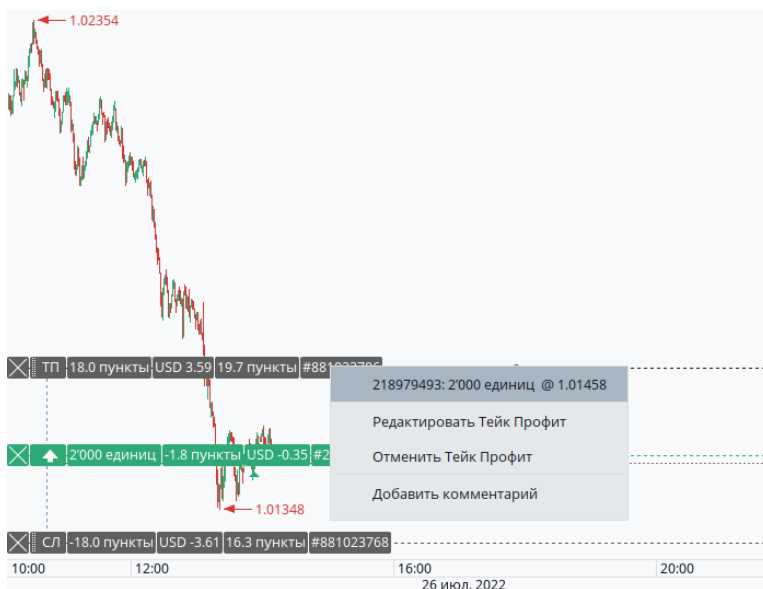 1.02354
ТП 18.0 пункты USD 3.59 19.7 пункты
218979493: 2'000 единиц @ 1.01458
Редактировать Тейк Профит
2'000 единиц -1.8 пункты USD -0.35 #2
Отменить Тейк Профит
Добавить комментарий
1.01348
СЛ -18.0 пункты USD -3.61 16.3 пункты #881023768
10:00 12:00 16:00 20:00
26 июл. 2022